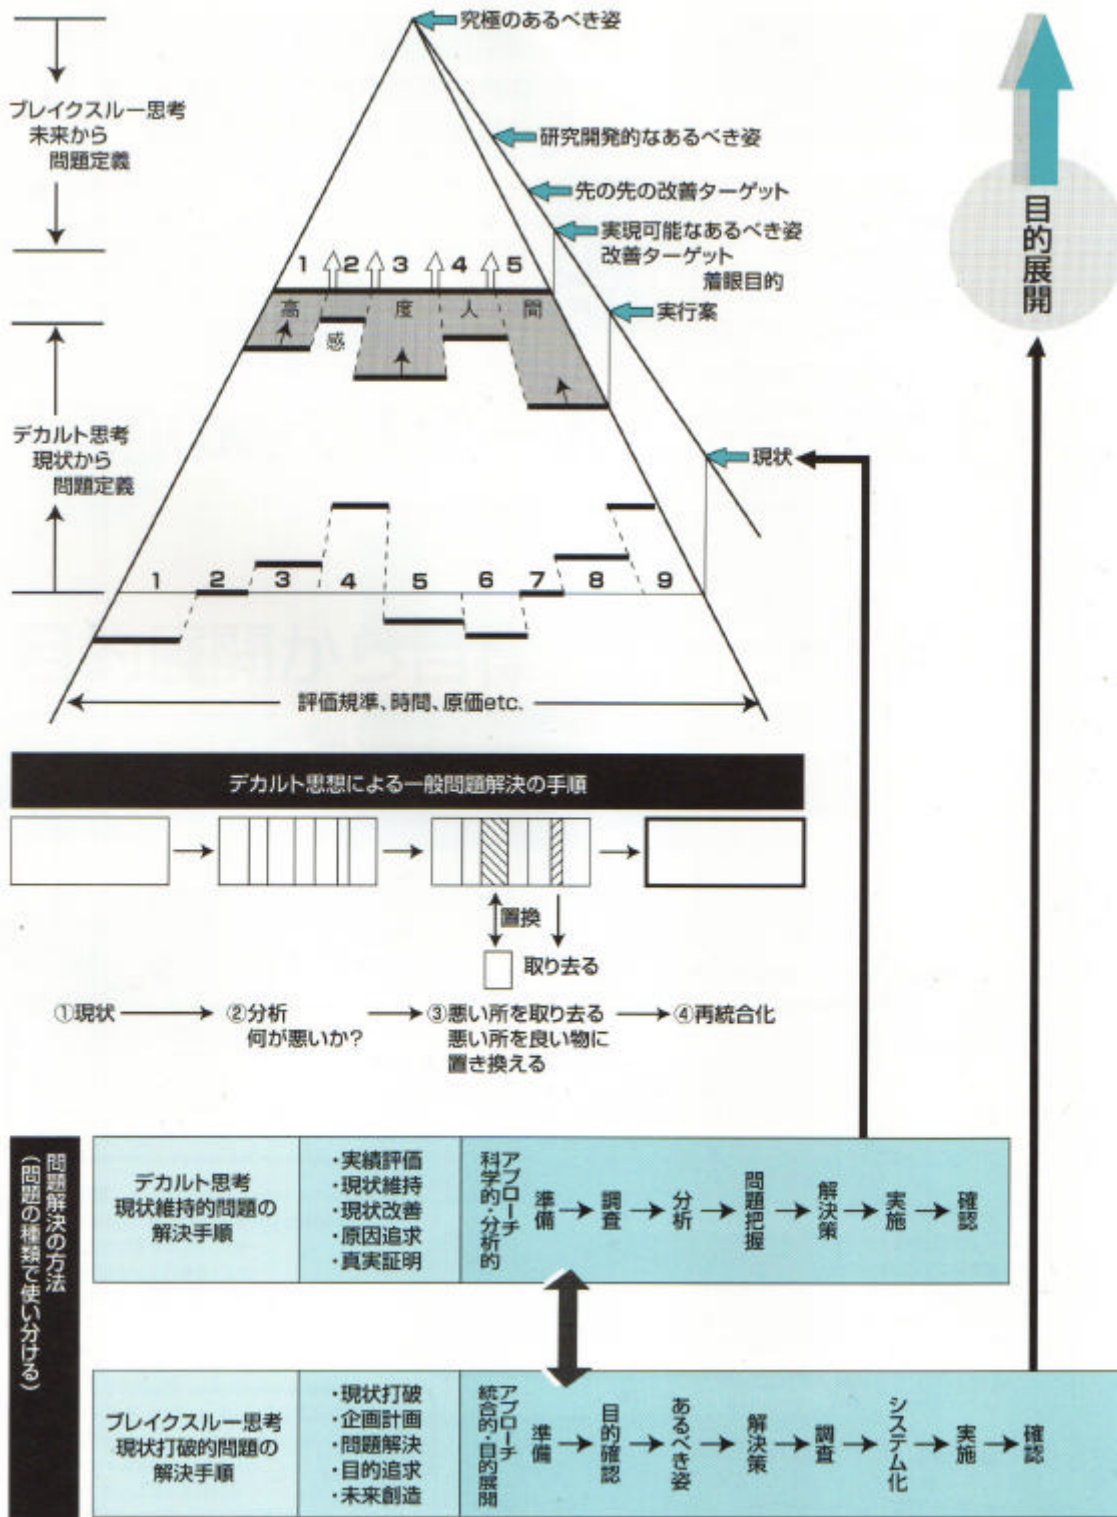 究極のあるべき姿
ブレイクスルー思考
未来から
問題定義
研究開発的なあるべき姿
先の先の改善ターゲット
実現可能なあるべき姿
改善ターゲット
着眼目的
実行案
目的展開
1 2 3 4 5
高 感 度 人 間
デカルト思考
現状から
問題定義
現状
1 2 3 4 5 6 7 8 9
評価規準、時間、原価etc.
デカルト思想による一般問題解決の手順
置換
取り去る
①現状
②分析
何が悪いか?
③悪い所を取り去る
悪い所を良い物に
置き換える
④再統合化
問題解決の方法
(問題の種類で使い分ける)
デカルト思考
現状維持的問題の
解決手順
・実績評価
・現状維持
・現状改善
・原因追求
・真実証明
科学的・分析的
アプローチ
準備
調査
分析
問題把握
解決策
実施
確認
ブレイクスルー思考
現状打破的問題の
解決手順
・現状打破
・企画計画
・問題解決
・目的追求
・未来創造
統合的・目的展開
アプローチ
準備
目的確認
あるべき姿
解決策
調査
システム化
実施
確認